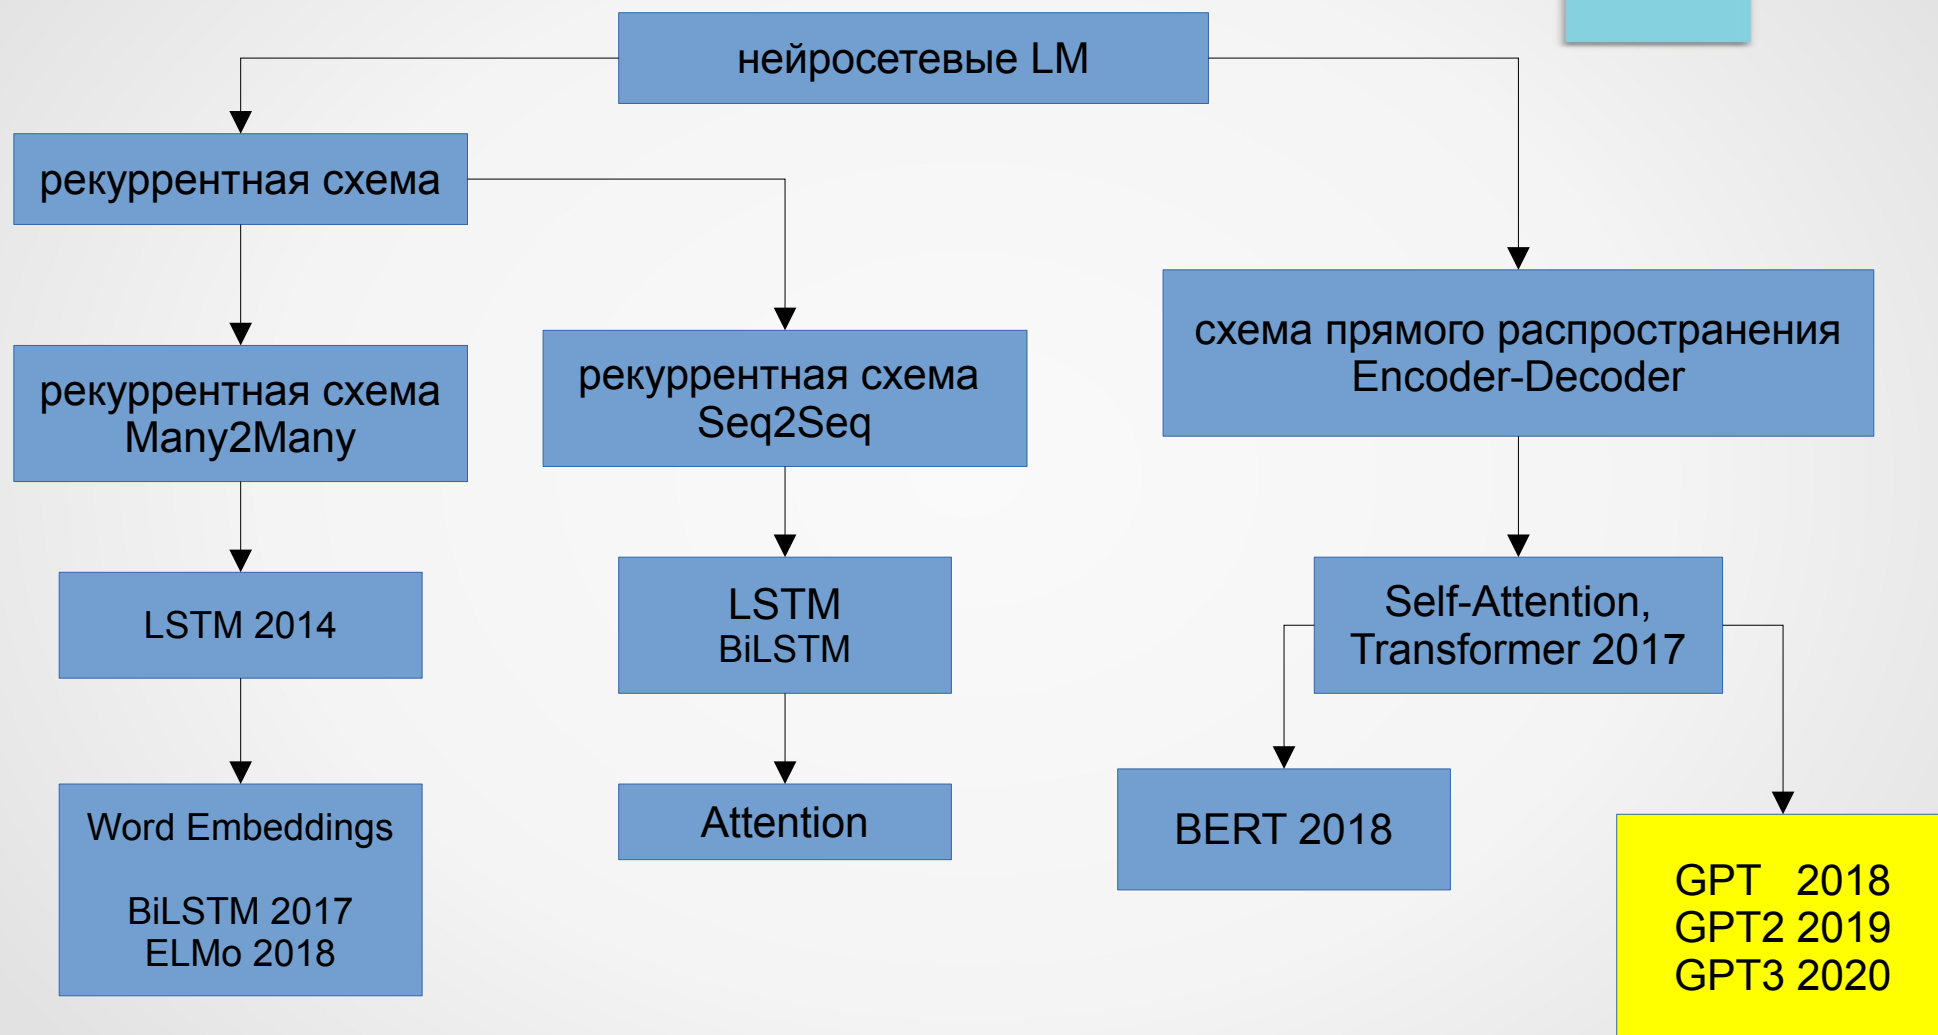 нейросетевые LM
рекуррентная схема
схема прямого распространения
Encoder-Decoder
рекуррентная схема
Many2Many
рекуррентная схема
Seq2Seq
LSTM 2014
LSTM
BiLSTM
Self-Attention,
Transformer 2017
Word Embeddings
BiLSTM 2017
ELMo 2018
Attention
BERT 2018
GPT 2018
GPT2 2019
GPT3 2020